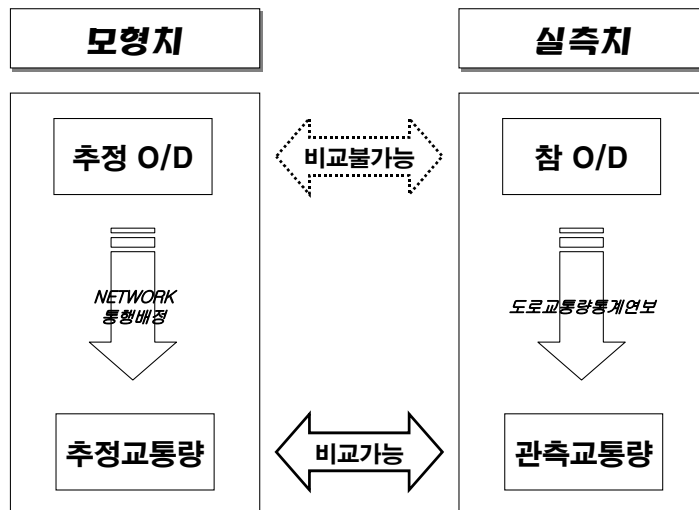 모형치
실측치
추정 O/D
비교불가능
참 O/D
NETWORK
통행배정
도로교통량통계연보
추정교통량
비교가능
관측교통량